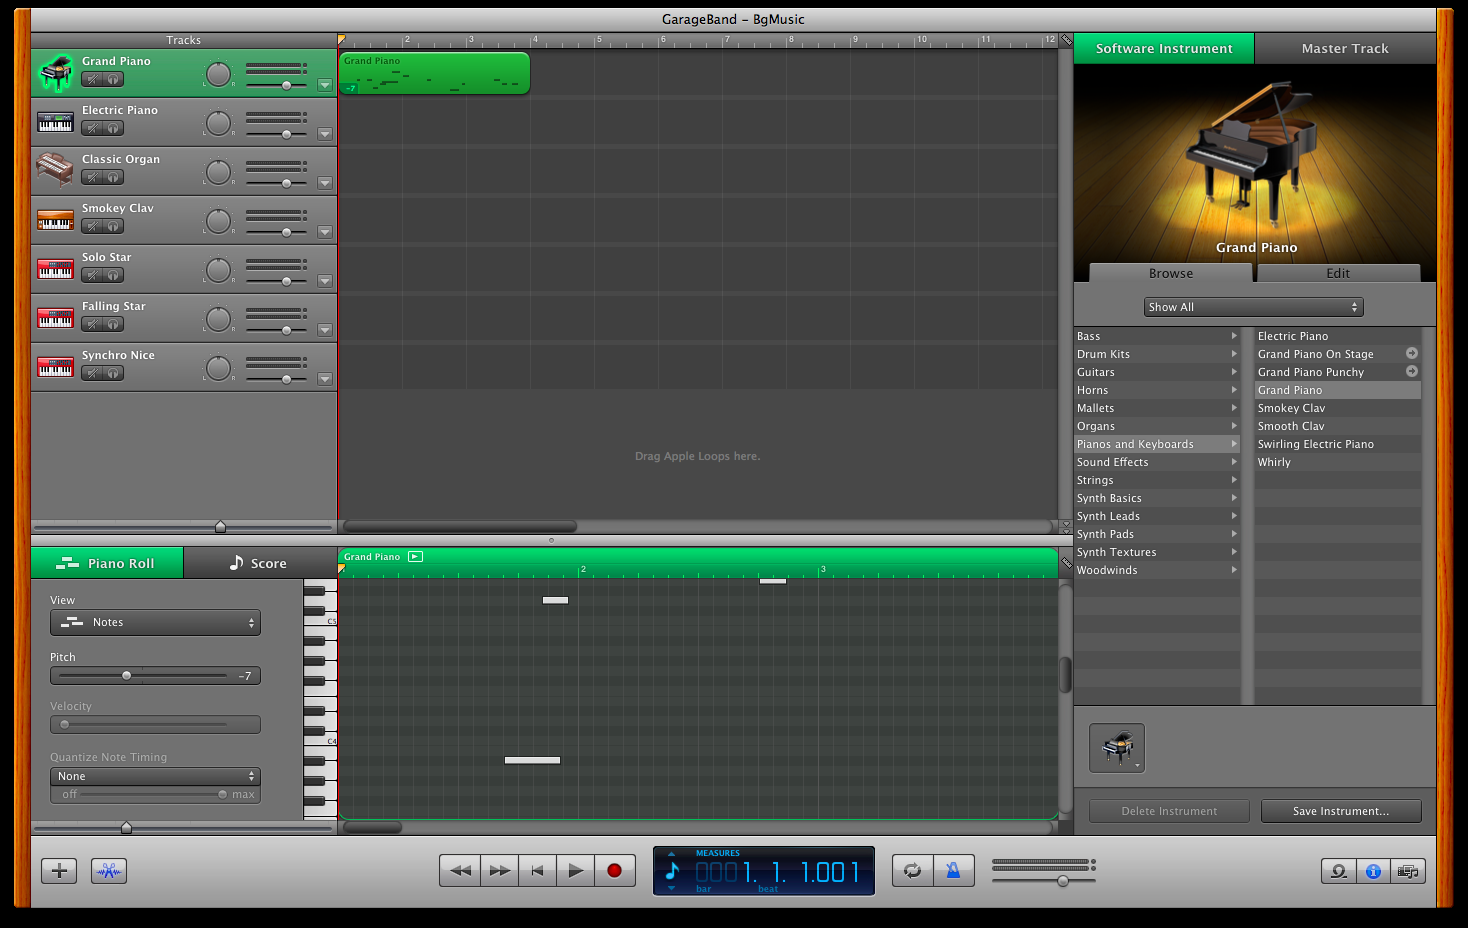 GarageBand – BgMusic
Tracks
2 3 4 5 6 7 8 9 10 11 12
Software Instrument
Master Track
Grand Piano
L R
Electric Piano
L R
Classic Organ
L R
Smokey Clav
L R
Solo Star
L R
Falling Star
L R
Synchro Nice
L R
Grand Piano
-7
Drag Apple Loops here.
Grand Piano
Browse
Edit
Show All
Bass
Drum Kits
Guitars
Horns
Mallets
Organs
Pianos and Keyboards
Sound Effects
Strings
Synth Basics
Synth Leads
Synth Pads
Synth Textures
Woodwinds
Electric Piano
Grand Piano On Stage
Grand Piano Punchy
Grand Piano
Smokey Clav
Smooth Clav
Swirling Electric Piano
Whirly
Piano Roll
Score
Grand Piano
2 3
View
Notes
Pitch
-7
Velocity
Quantize Note Timing
None
off max
C5
C4
Delete Instrument
Save Instrument...
MEASURES
0001. 1. 1.001
bar beat